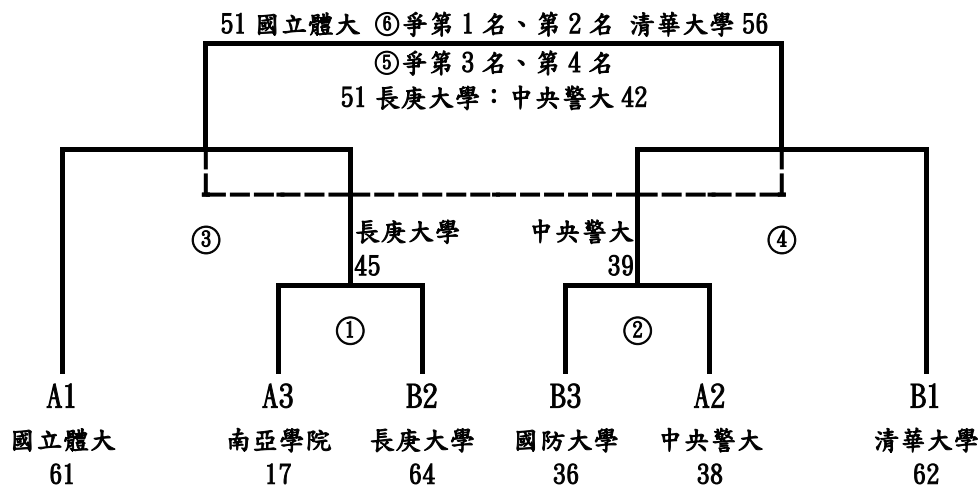 51 國立體大 ⑥爭第 1 名、第 2 名 清華大學 56
⑤爭第 3 名、第 4 名
51 長庚大學：中央警大 42
③ 長庚大學 中央警大 ④
45 39
① ②
A1 A3 B2 B3 A2 B1
國立體大 南亞學院 長庚大學 國防大學 中央警大 清華大學
61 17 64 36 38 62